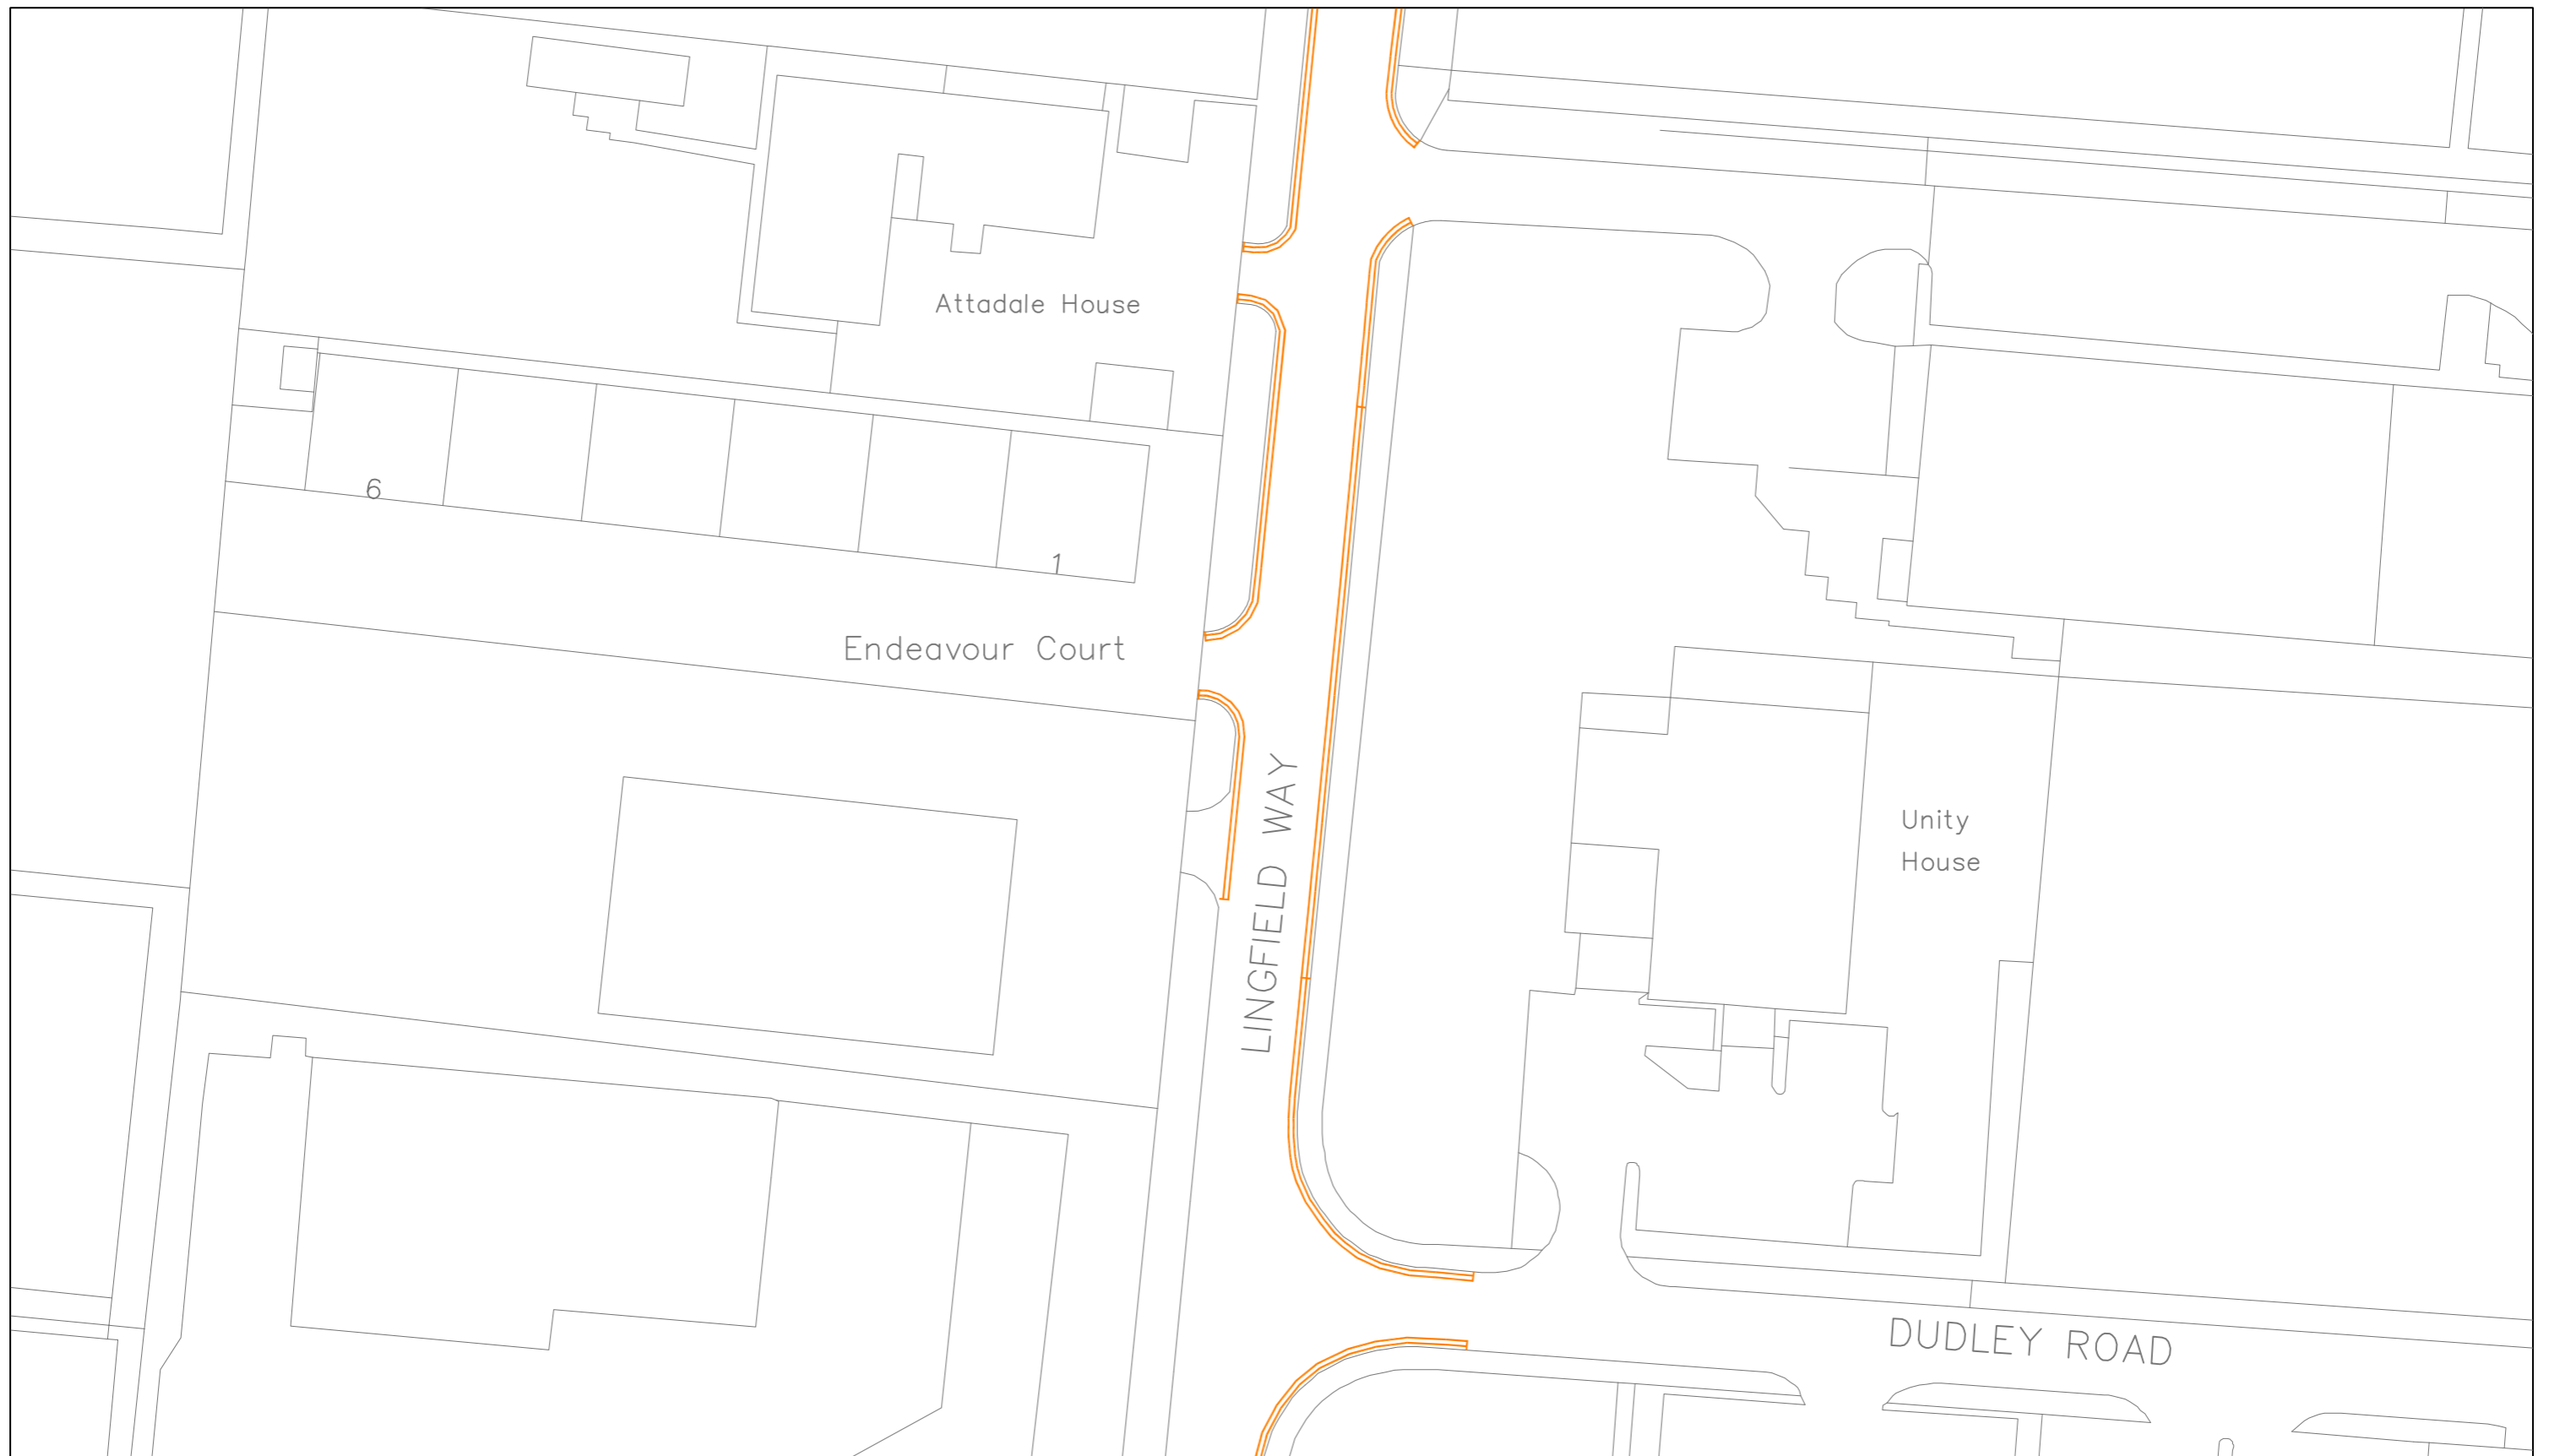 Attadale House
6
1
Endeavour Court
LINGFIELD WAY
Unity
House
DUDLEY ROAD